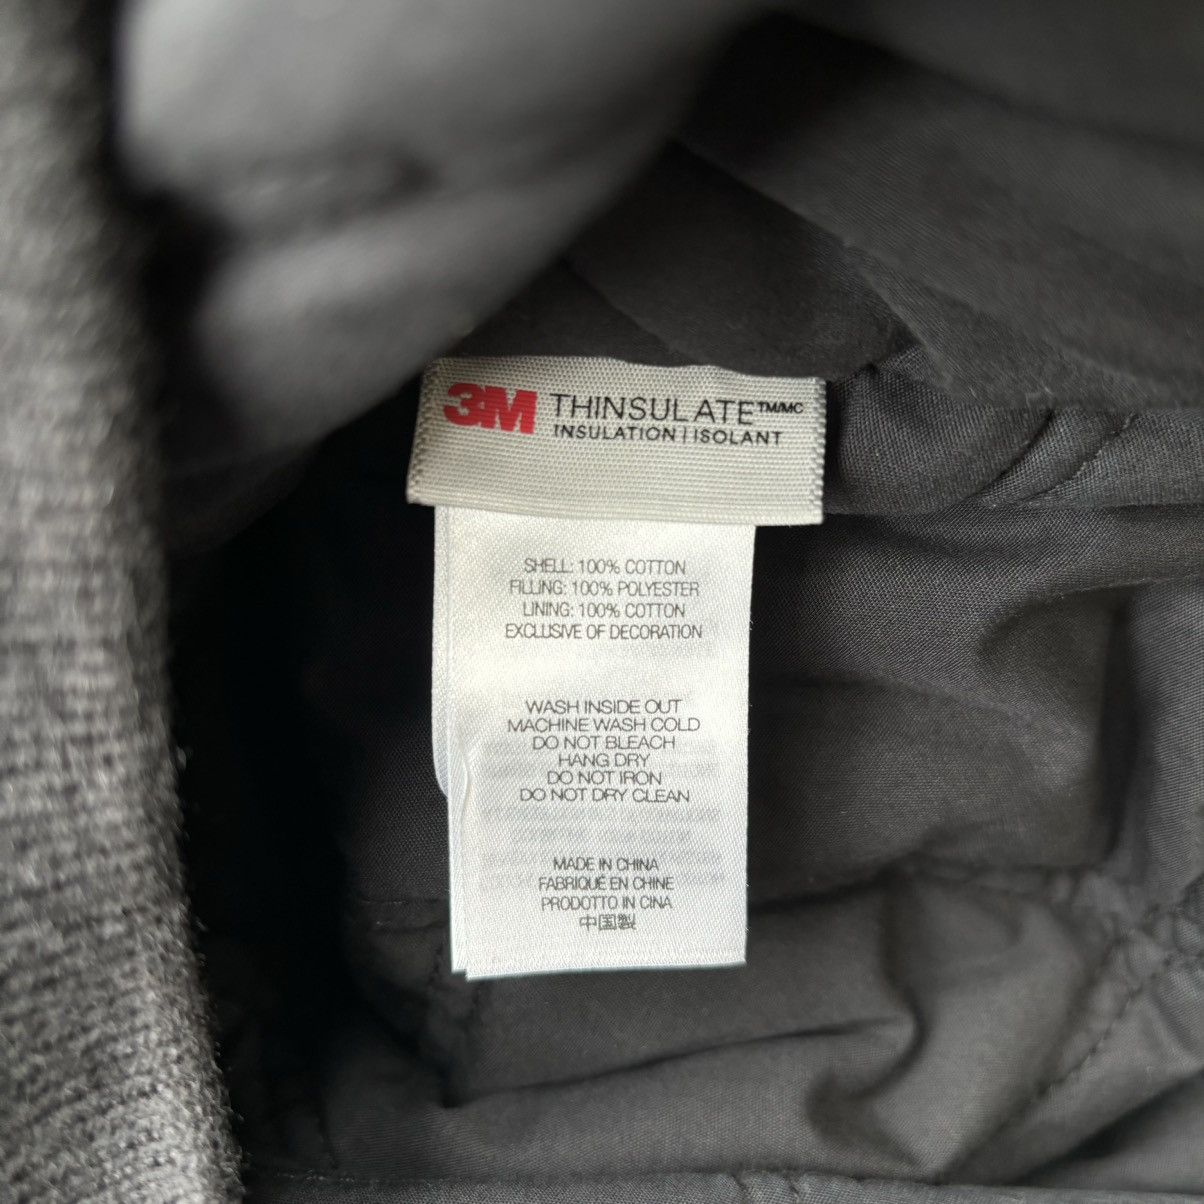 3M THINSULATE™/MC
INSULATION | ISOLANT
SHELL: 100% COTTON
FILLING: 100% POLYESTER
LINING: 100% COTTON
EXCLUSIVE OF DECORATION
WASH INSIDE OUT
MACHINE WASH COLD
DO NOT BLEACH
HANG DRY
DO NOT IRON
DO NOT DRY CLEAN
MADE IN CHINA
FABRIQUÉ EN CHINE
PRODOTTO IN CINA
中国製